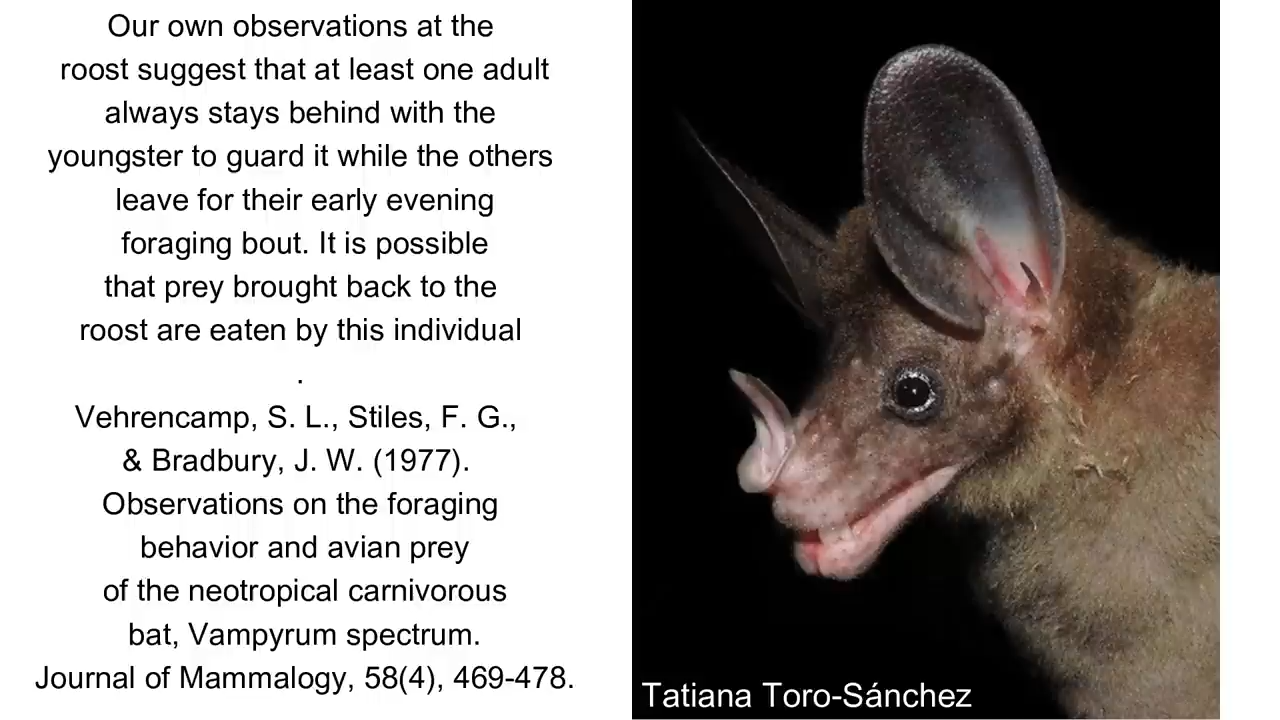 Our own observations at the
roost suggest that at least one adult
always stays behind with the
youngster to guard it while the others
leave for their early evening
foraging bout. It is possible
that prey brought back to the
roost are eaten by this individual
.
Vehrencamp, S. L., Stiles, F. G.,
& Bradbury, J. W. (1977).
Observations on the foraging
behavior and avian prey
of the neotropical carnivorous
bat, Vampyrum spectrum.
Journal of Mammalogy, 58(4), 469-478.
Tatiana Toro-Sánchez